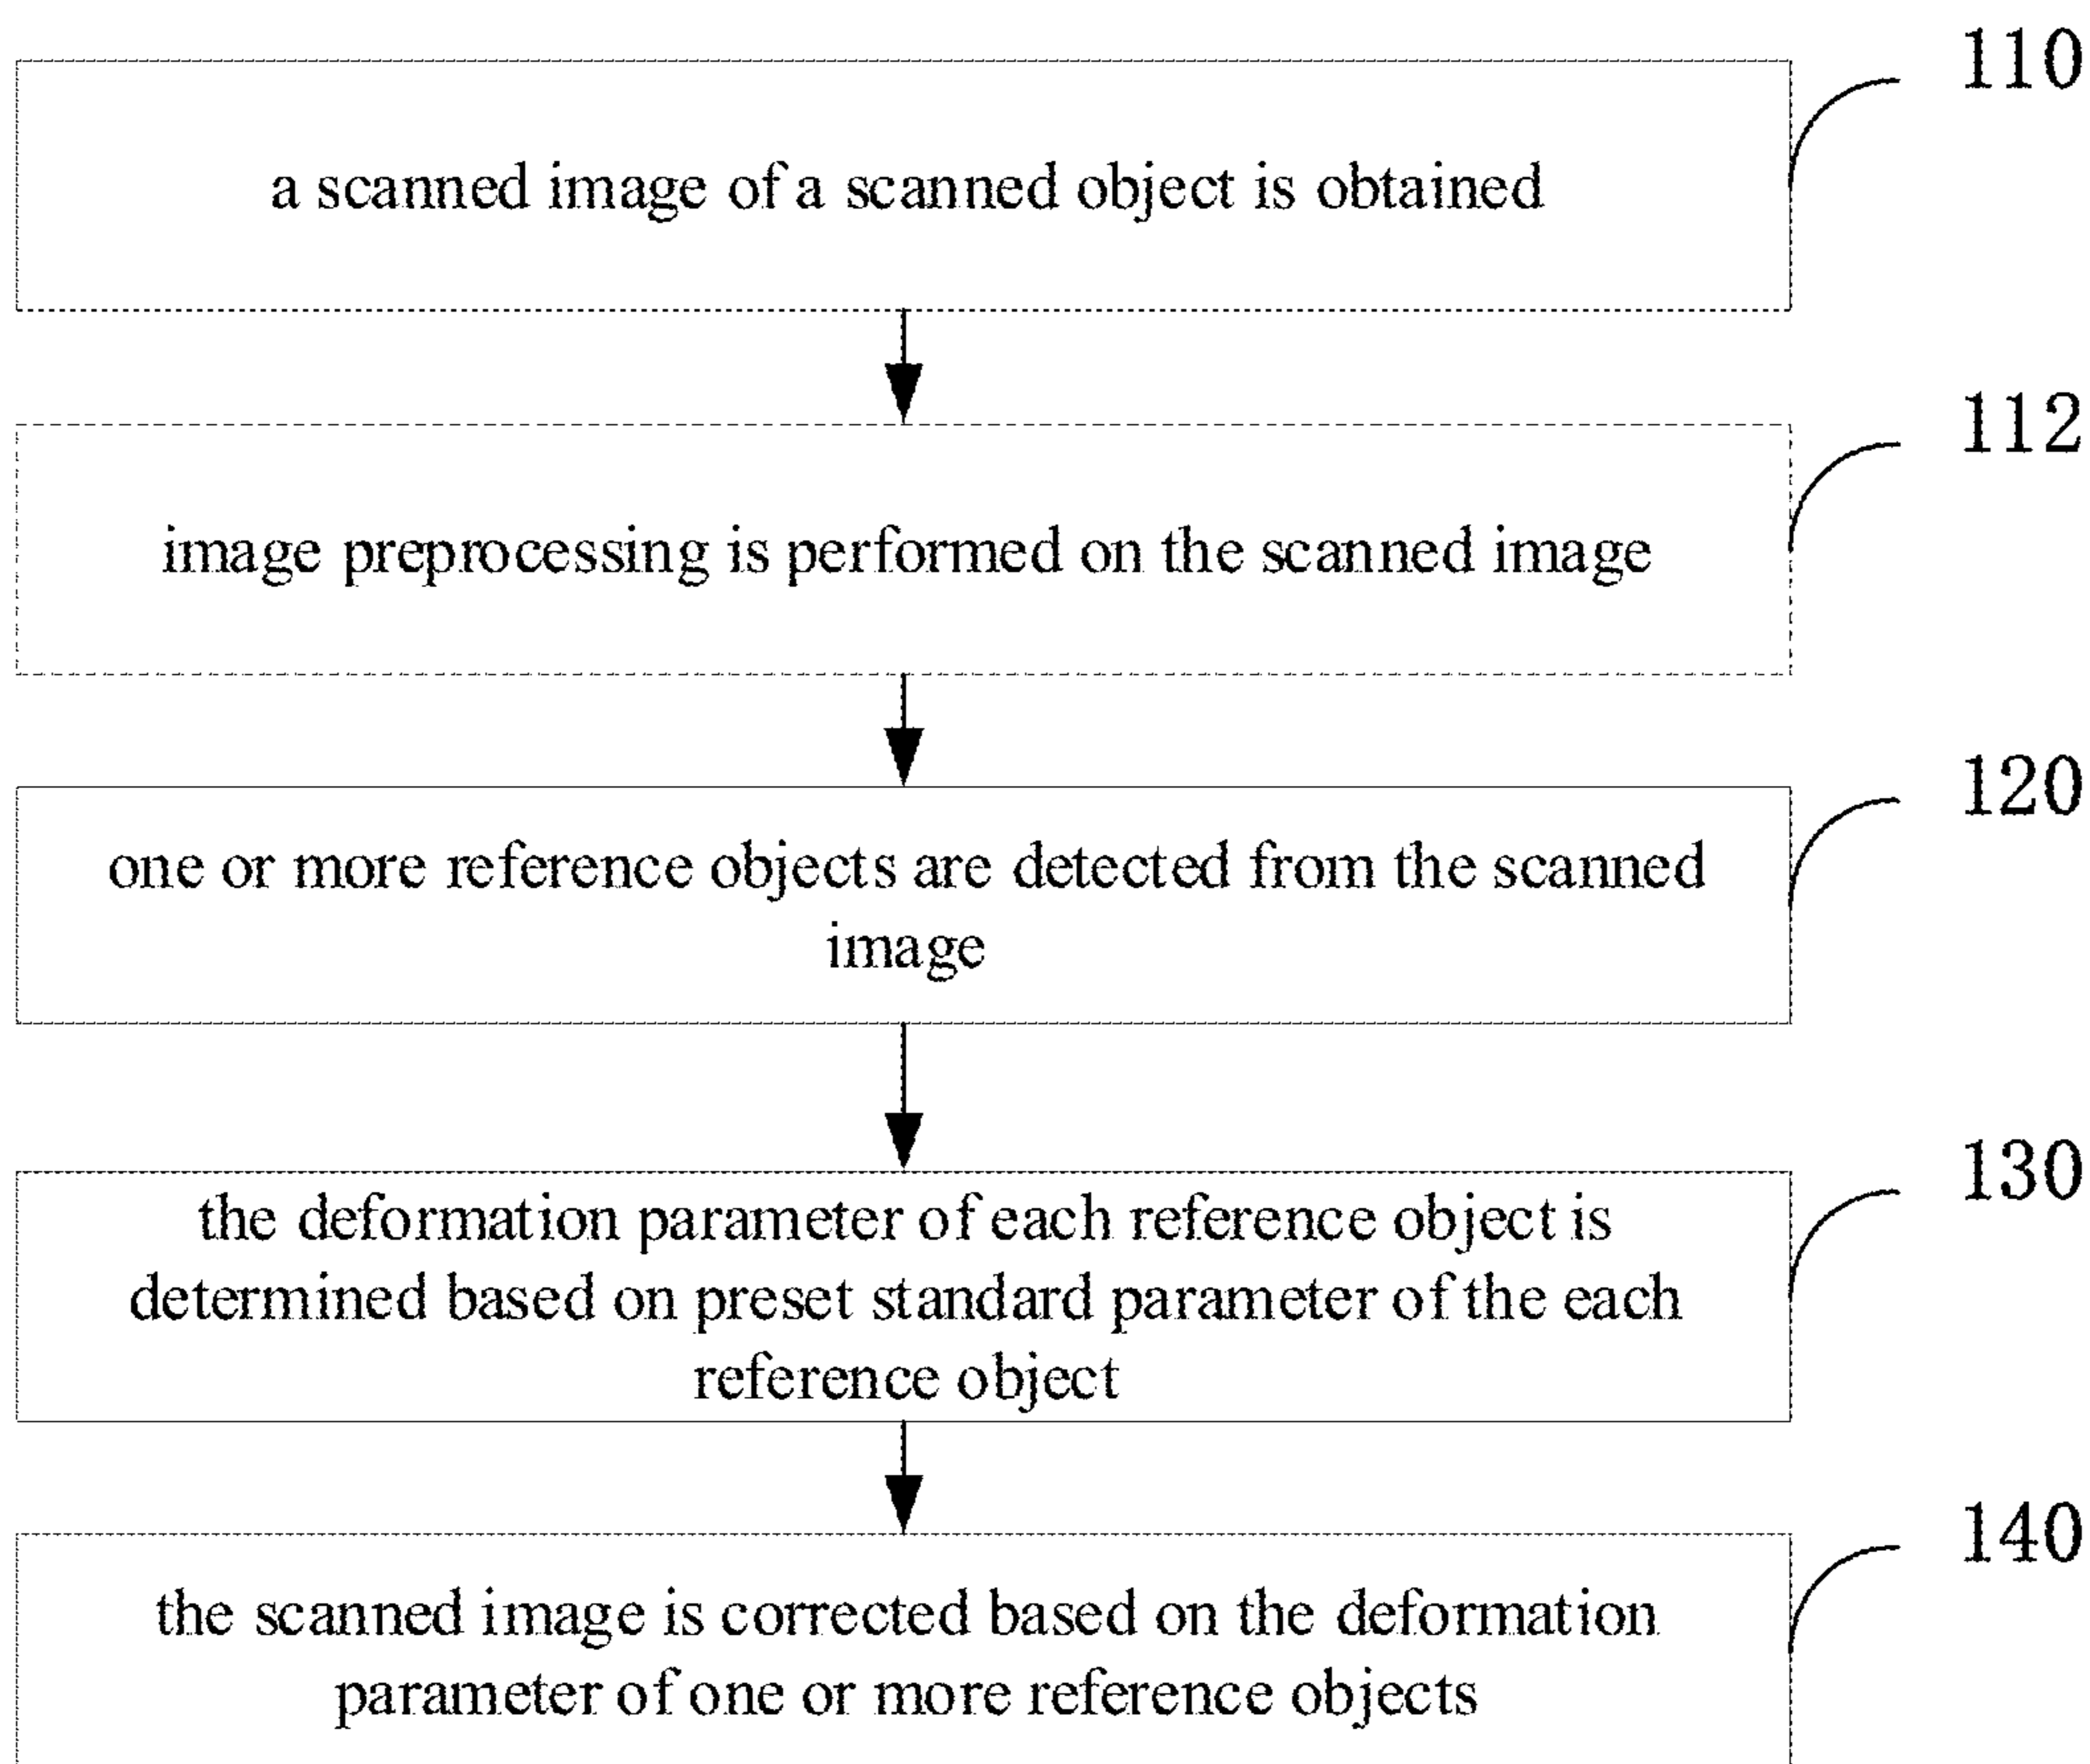 110
a scanned image of a scanned object is obtained
112
image preprocessing is performed on the scanned image
120
one or more reference objects are detected from the scanned
image
130
the deformation parameter of each reference object is
determined based on preset standard parameter of the each
reference object
140
the scanned image is corrected based on the deformation
parameter of one or more reference objects